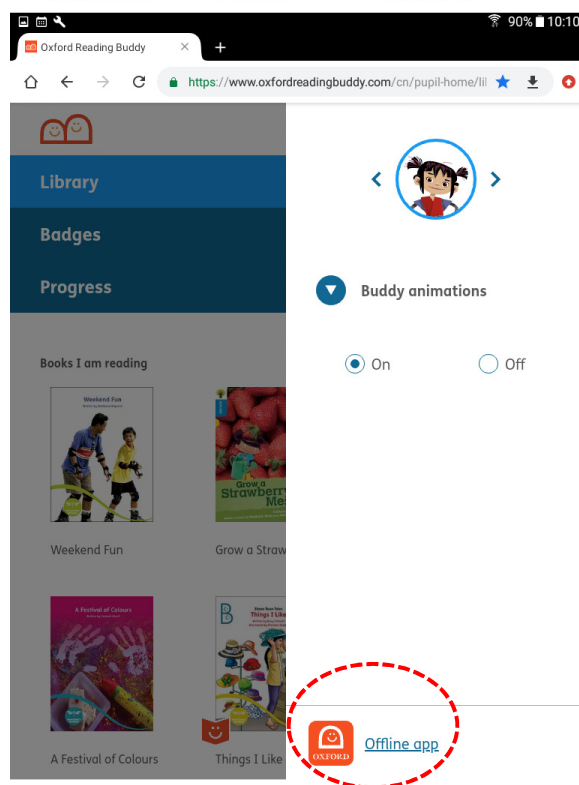 90% 10:10
Oxford Reading Buddy × +
https://www.oxfordreadingbuddy.com/cn/pupil-home/li
Library
Badges
Progress
Buddy animations
On Off
Books I am reading
Weekend Fun
Grow a
Strawberry
Me
Weekend Fun
Grow a Straw
A Festival of Colours
B
Things I Like
A Festival of Colours
Things I Like
OXFORD
Offline app